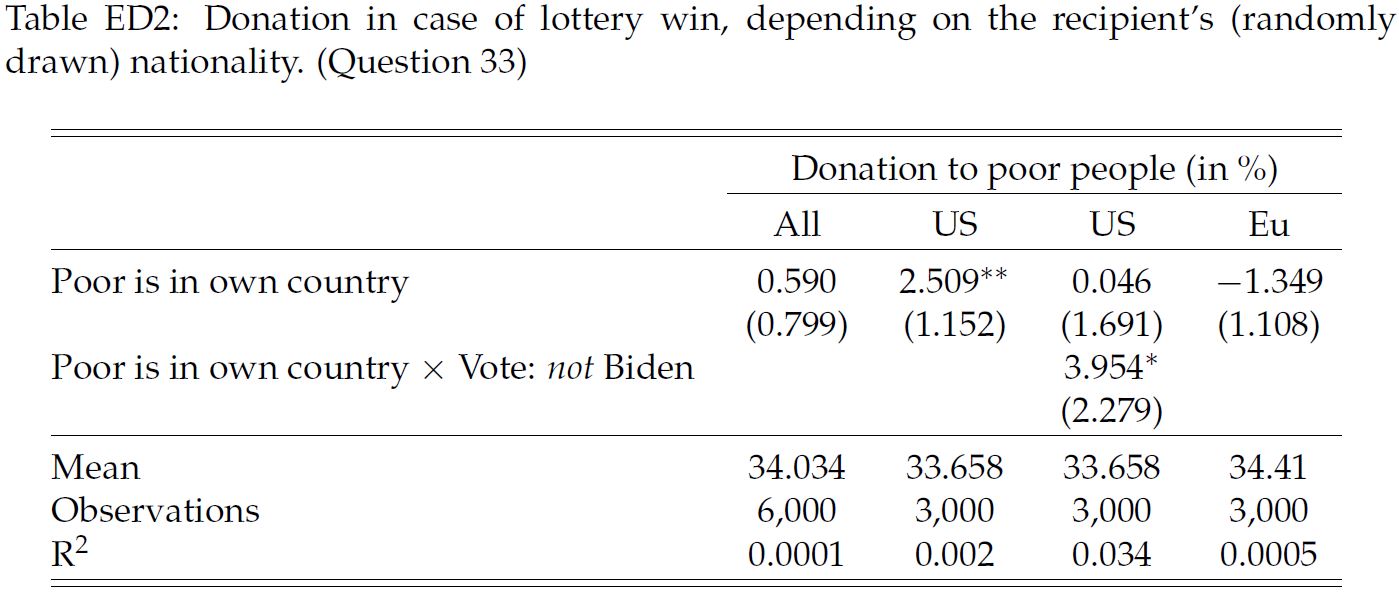 Table ED2: Donation in case of lottery win, depending on the recipient's (randomly
drawn) nationality. (Question 33)
Donation to poor people (in %)
All US US Eu
Poor is in own country 0.590 2.509** 0.046 −1.349
(0.799) (1.152) (1.691) (1.108)
Poor is in own country × Vote: not Biden 3.954*
(2.279)
Mean 34.034 33.658 33.658 34.41
Observations 6,000 3,000 3,000 3,000
R² 0.0001 0.002 0.034 0.0005